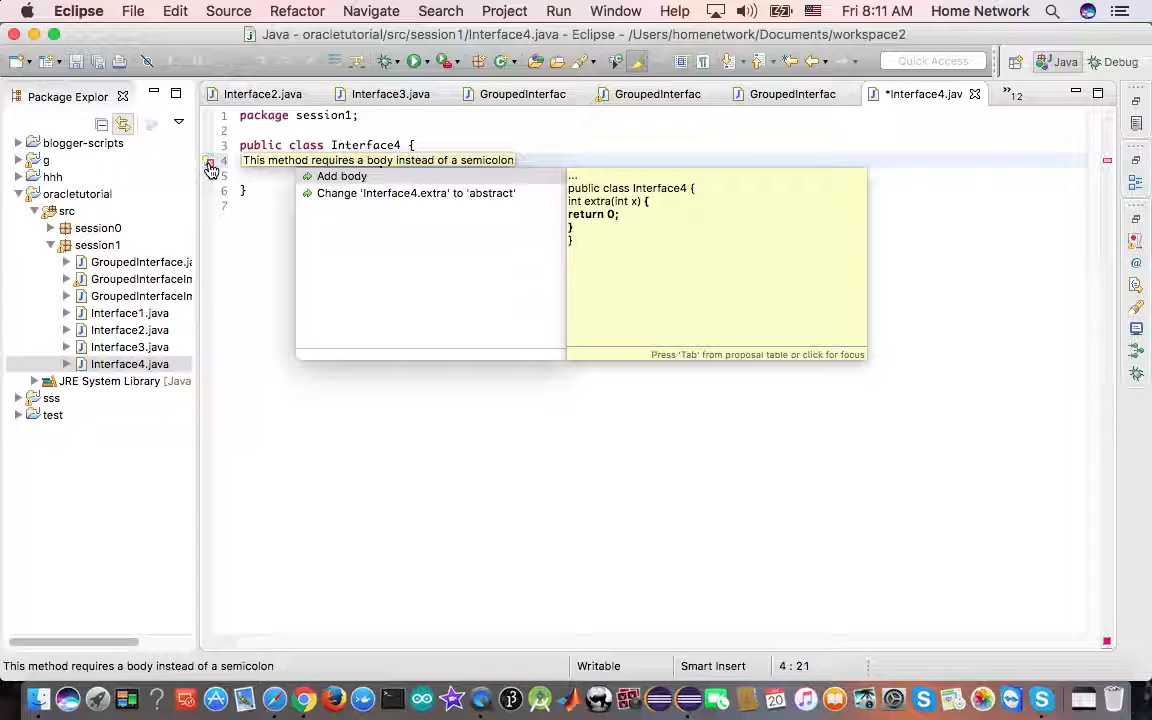 Eclipse File Edit Source Refactor Navigate Search Project Run Window Help Fri 8:11 AM Home Network
Java - oracletutorial/src/session1/Interface4.java - Eclipse - /Users/homenetwork/Documents/workspace2
Quick Access Java Debug
Package Explor
Interface2.java Interface3.java GroupedInterfac GroupedInterfac GroupedInterfac *Interface4.jav 12
blogger-scripts
g
hhh
oracletutorial
src
session0
session1
GroupedInterface.ja
GroupedInterfaceIm
GroupedInterfaceIm
Interface1.java
Interface2.java
Interface3.java
Interface4.java
JRE System Library [Java
sss
test
1 package session1;
2
3 public class Interface4 {
4 This method requires a body instead of a semicolon
5
6 }
7
Add body
Change 'Interface4.extra' to 'abstract'
...
public class Interface4 {
int extra(int x) {
return 0;
}
}
Press 'Tab' from proposal table or click for focus
This method requires a body instead of a semicolon Writable Smart Insert 4 : 21
20